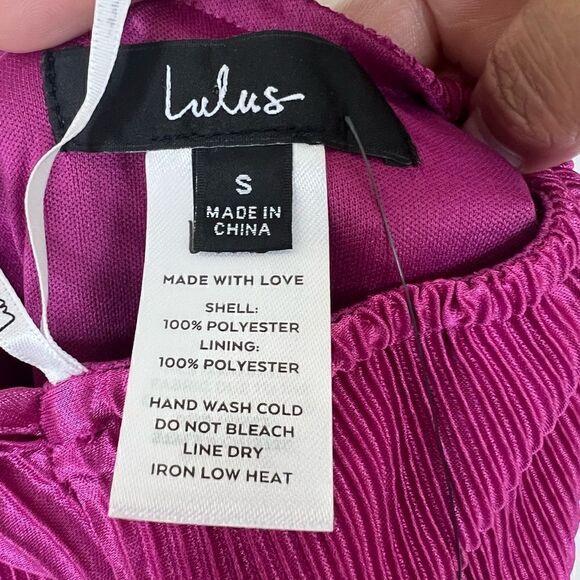 Lulus
S
MADE IN
CHINA
MADE WITH LOVE
SHELL:
100% POLYESTER
LINING:
100% POLYESTER
HAND WASH COLD
DO NOT BLEACH
LINE DRY
IRON LOW HEAT